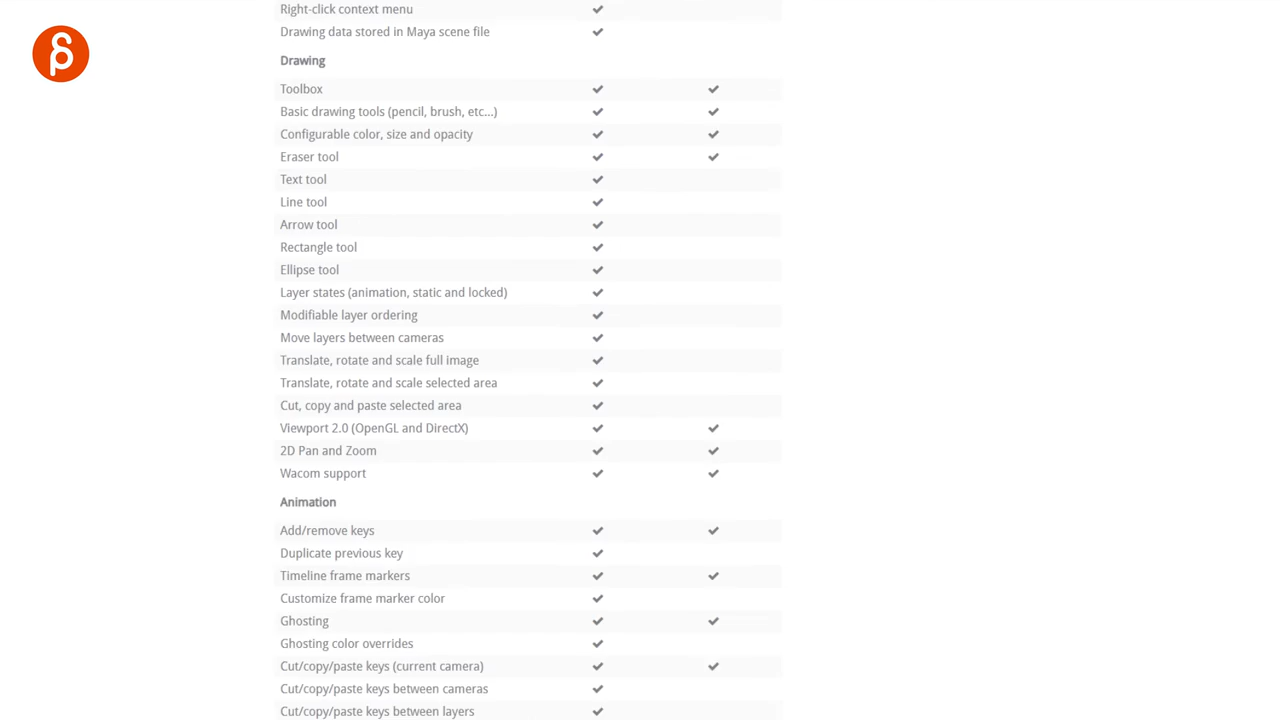 Right-click context menu
Drawing data stored in Maya scene file
Drawing
Toolbox
Basic drawing tools (pencil, brush, etc...)
Configurable color, size and opacity
Eraser tool
Text tool
Line tool
Arrow tool
Rectangle tool
Ellipse tool
Layer states (animation, static and locked)
Modifiable layer ordering
Move layers between cameras
Translate, rotate and scale full image
Translate, rotate and scale selected area
Cut, copy and paste selected area
Viewport 2.0 (OpenGL and DirectX)
2D Pan and Zoom
Wacom support
Animation
Add/remove keys
Duplicate previous key
Timeline frame markers
Customize frame marker color
Ghosting
Ghosting color overrides
Cut/copy/paste keys (current camera)
Cut/copy/paste keys between cameras
Cut/copy/paste keys between layers